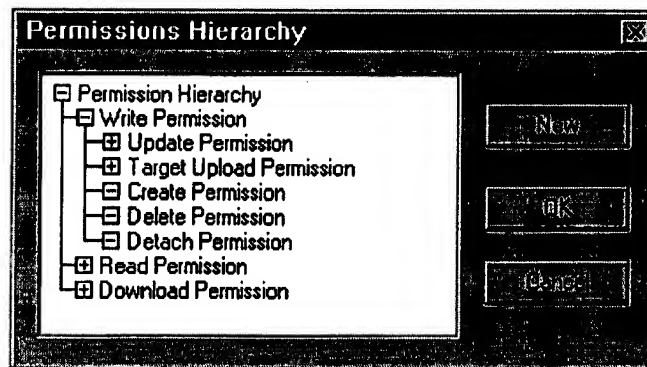 Permissions Hierarchy
Permission Hierarchy
Write Permission
Update Permission
Target Upload Permission
Create Permission
Delete Permission
Detach Permission
Read Permission
Download Permission
New
OK
Cancel